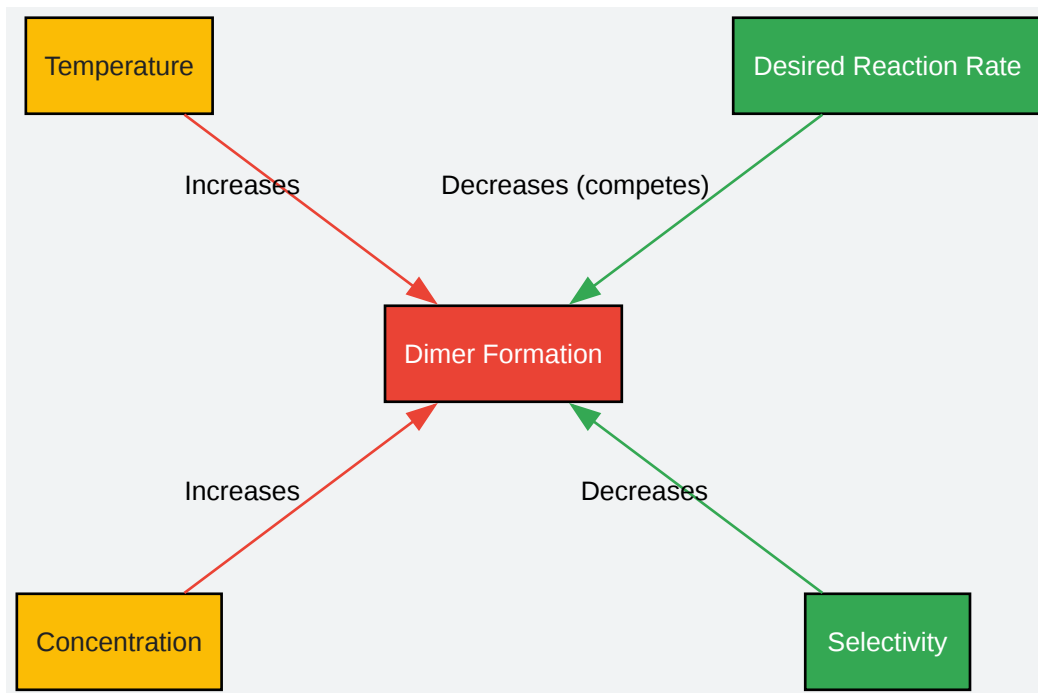 Temperature
Desired Reaction Rate
Increases
Decreases (competes)
Dimer Formation
Increases
Decreases
Concentration
Selectivity